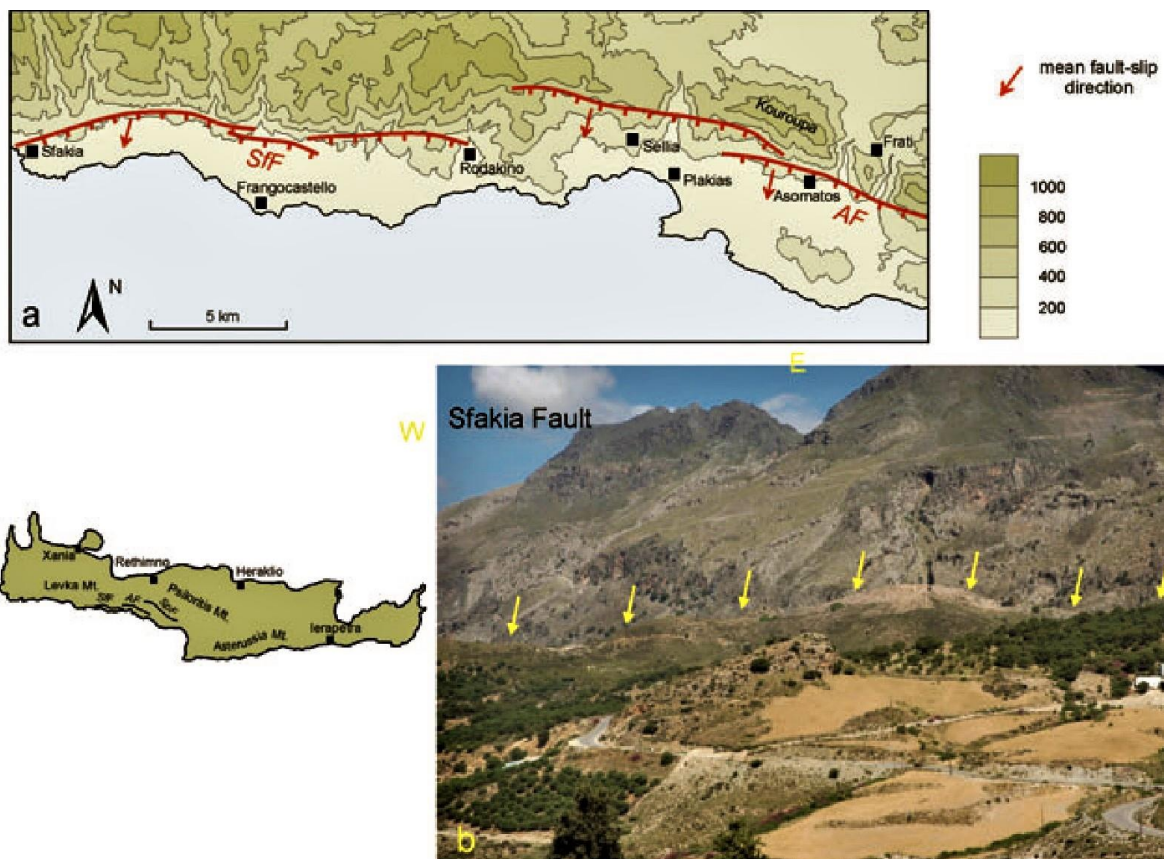 mean fault-slip
direction
Kouroupa
Frati
Sfakia
Sellia
SfF
Rodakino
Plakias
Asomatos
Frangocastello
AF
1000
800
600
400
200
N
a
5 km
E
W
Sfakia Fault
Xania
Rethimno
Heraklio
Levka Mt.
Psiloritis Mt.
SfF
AF
Ierapetra
Asterussia Mt.
b